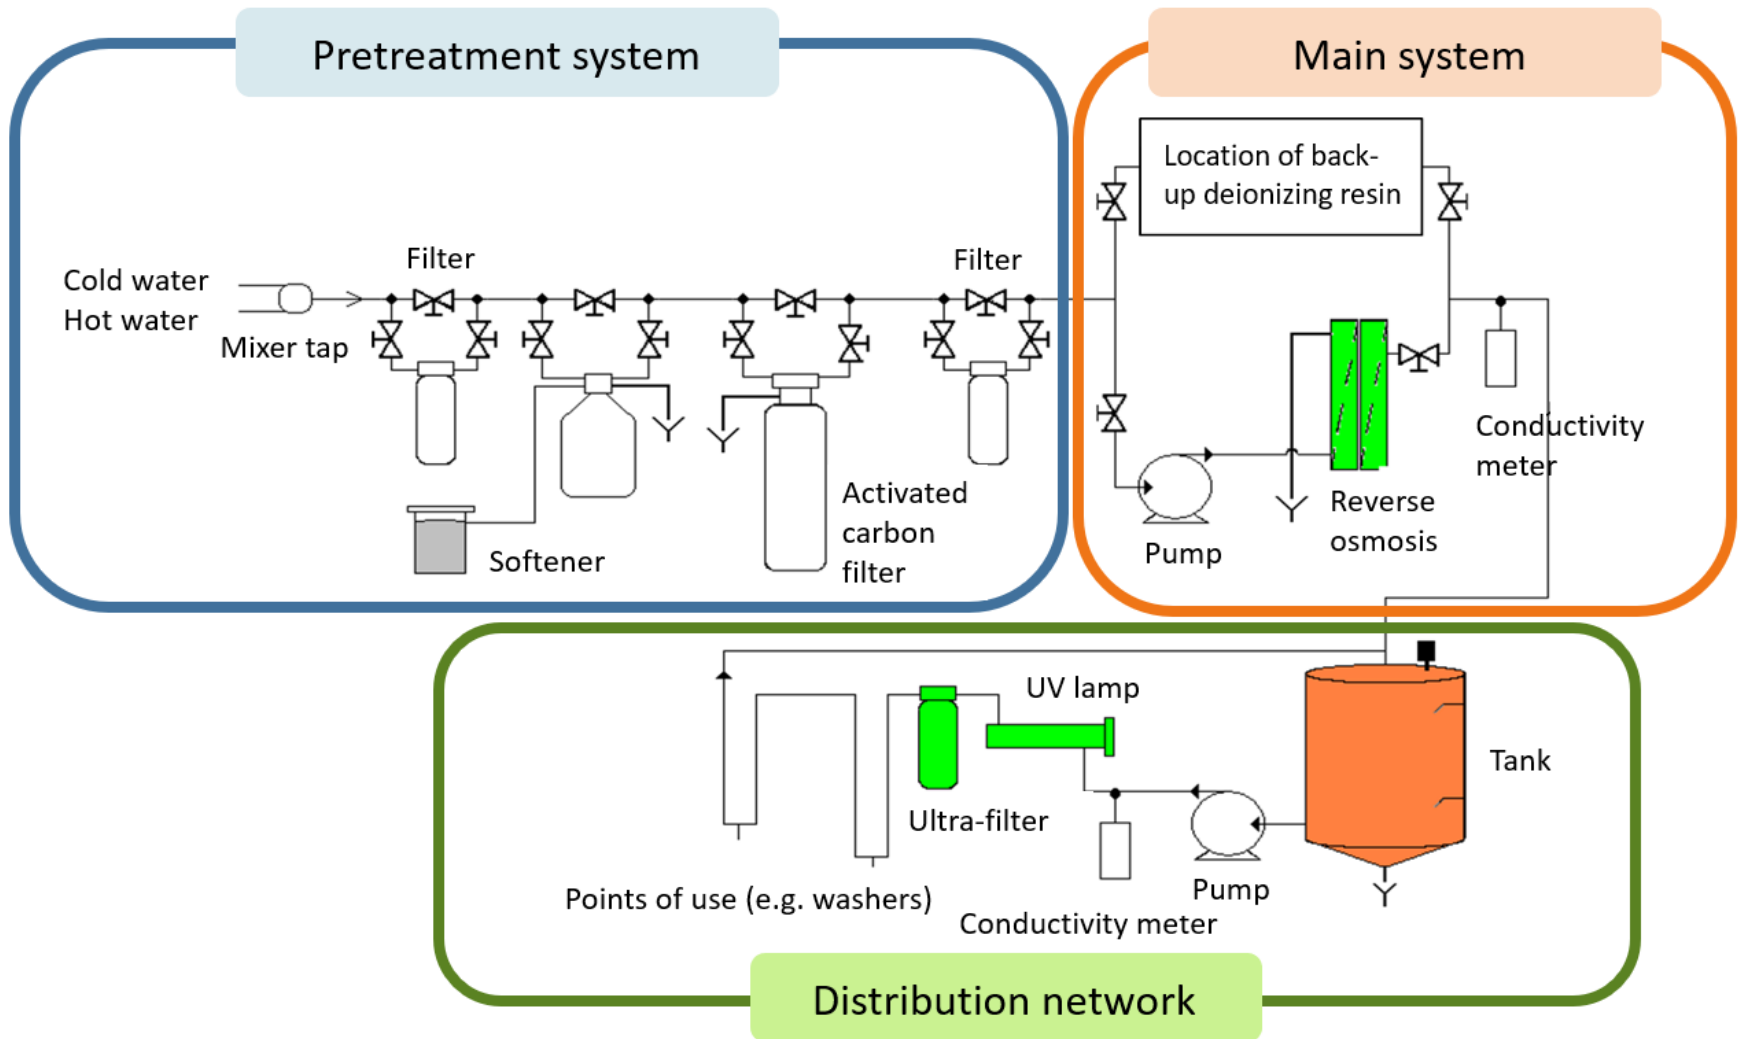 Pretreatment system
Main system
Location of back-
up deionizing resin
Filter
Filter
Cold water
Hot water
Mixer tap
Conductivity
meter
Activated
carbon
filter
Softener
Reverse
osmosis
Pump
UV lamp
Tank
Ultra-filter
Pump
Points of use (e.g. washers)
Conductivity meter
Distribution network